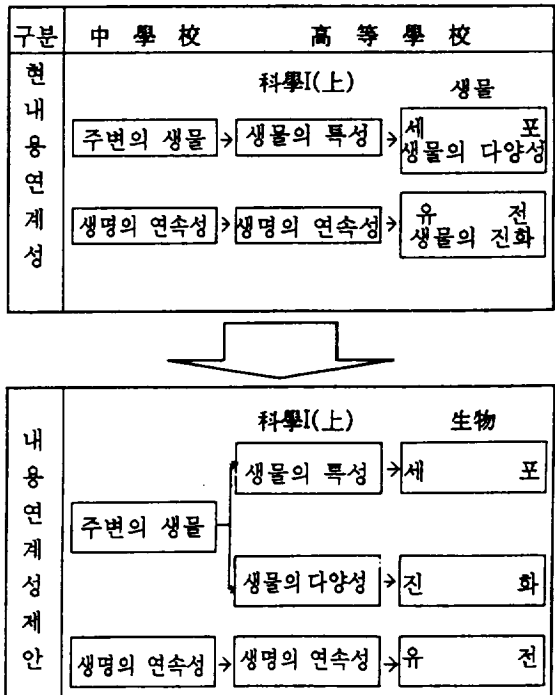 구분 中 學 校 高 等 學 校
현내용연계성
科學I(上) 생물
주변의 생물 → 생물의 특성 → 세 포
생물의 다양성
생명의 연속성 → 생명의 연속성 → 유 전
생물의 진화
내용연계성제안
科學I(上) 生物
생물의 특성 → 세 포
주변의 생물
생물의 다양성 → 진 화
생명의 연속성 → 생명의 연속성 → 유 전